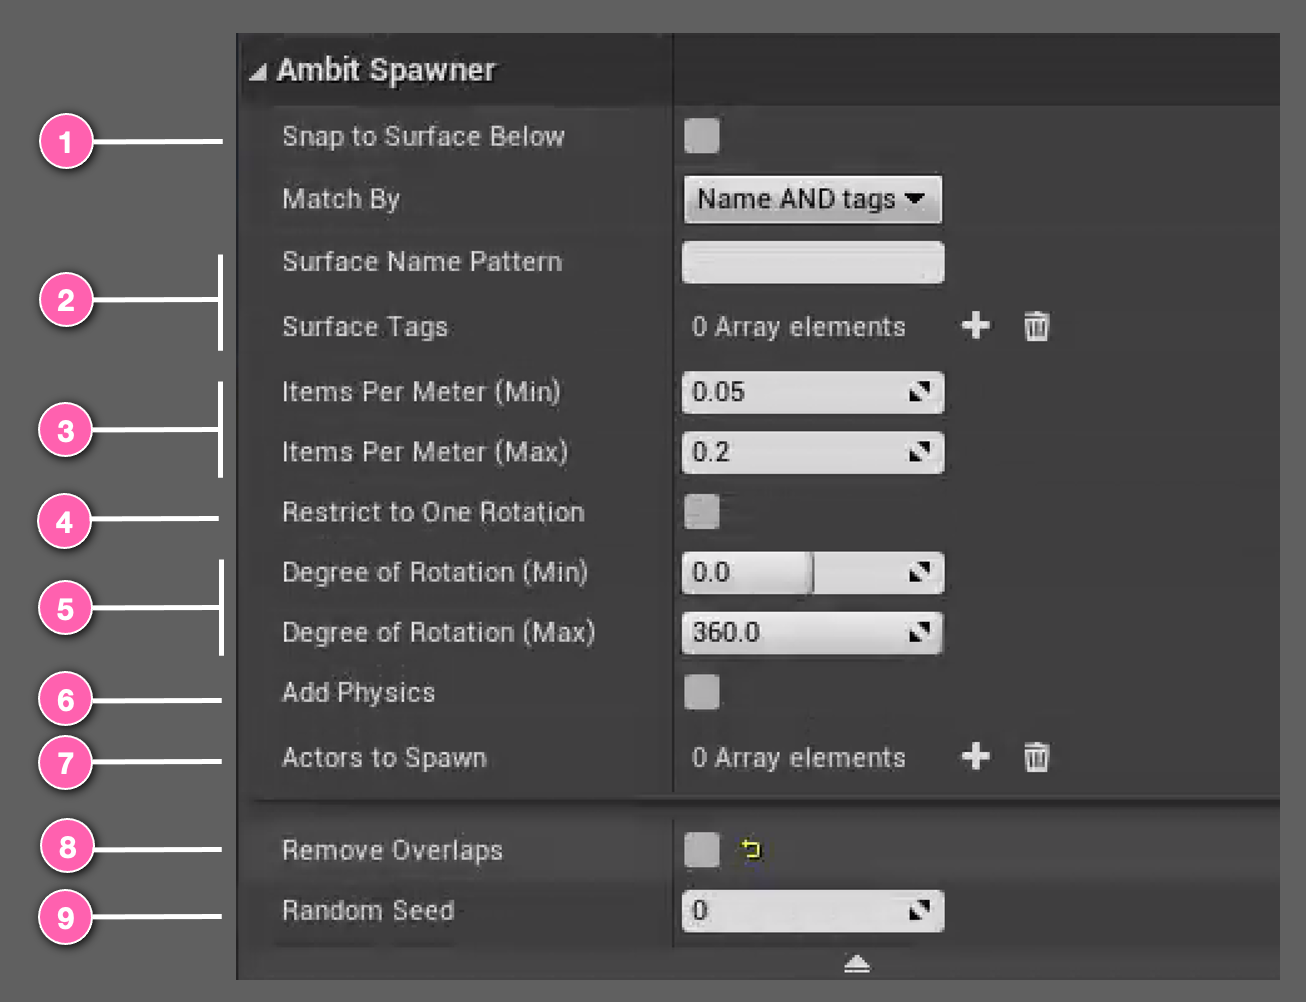 Ambit Spawner
1 Snap to Surface Below
Match By Name AND tags
2 Surface Name Pattern
Surface Tags 0 Array elements
3 Items Per Meter (Min) 0.05
Items Per Meter (Max) 0.2
4 Restrict to One Rotation
5 Degree of Rotation (Min) 0.0
Degree of Rotation (Max) 360.0
6 Add Physics
7 Actors to Spawn 0 Array elements
8 Remove Overlaps
9 Random Seed 0